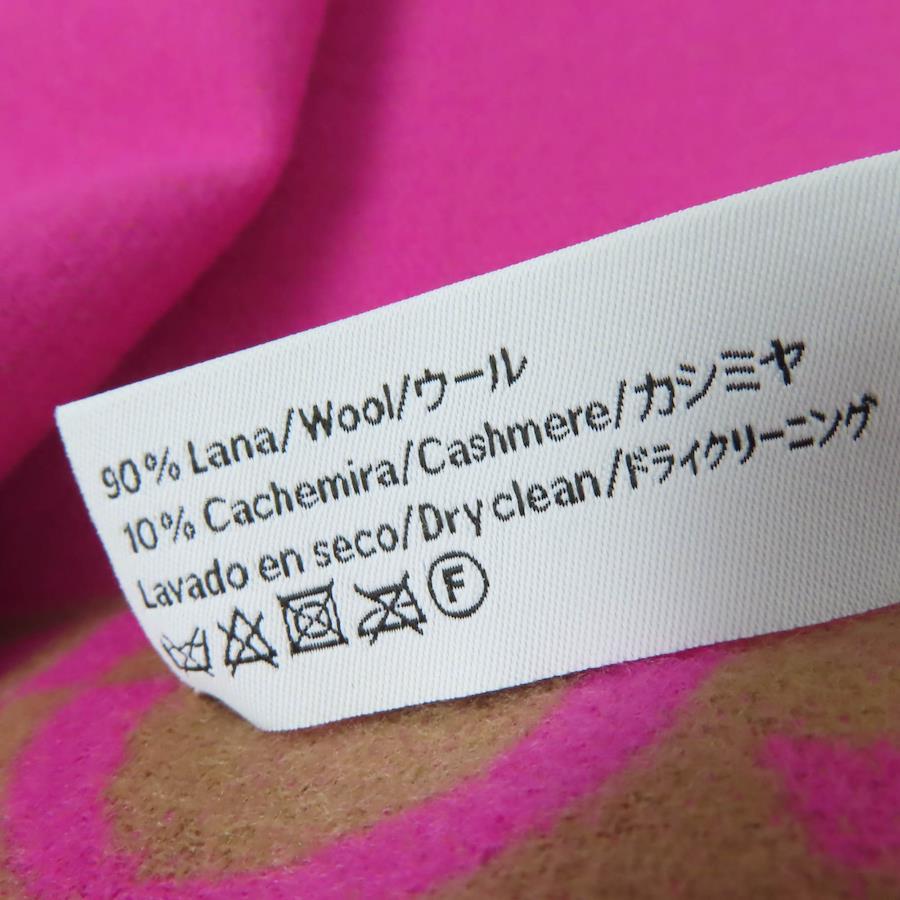 90% Lana/Wool/ウール
10% Cachemira/Cashmere/カシミヤ
Lavado en seco/Dry clean/ドライクリーニング
F